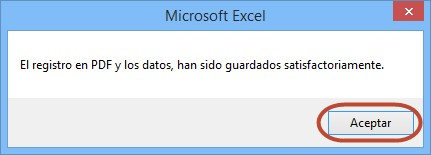 Microsoft Excel
El registro en PDF y los datos, han sido guardados satisfactoriamente.
Aceptar